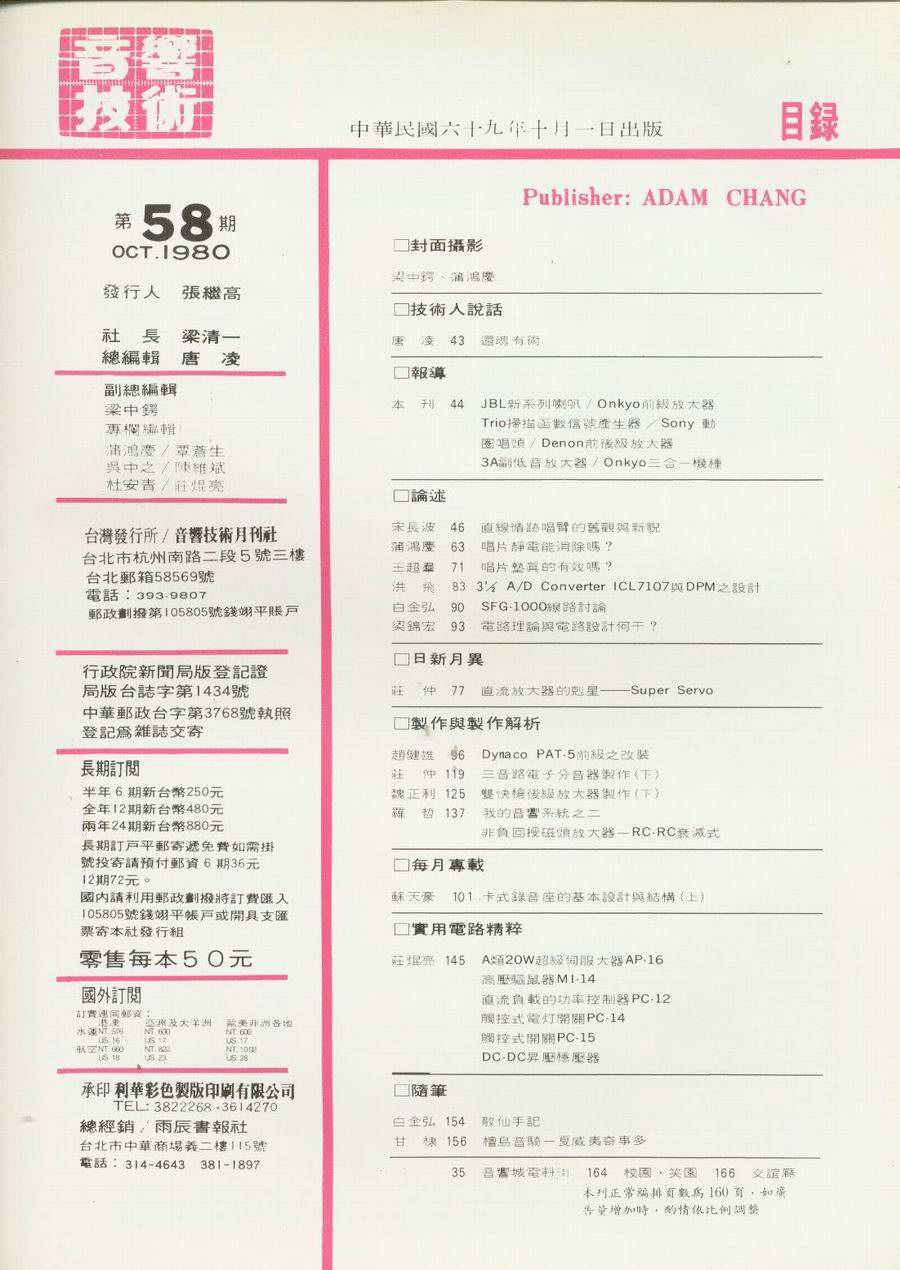 音響
技術
中華民國六十九年十月一日出版
目録
第58期
OCT.1980
發行人 張繼高
社 長 梁清一
總編輯 唐 凌
副總編輯
梁中鍔
專欄編輯
蒲鴻慶/覃蒼生
吳中之/陳維斌
杜安青/莊焜亮
台灣發行所/音響技術月刊社
台北市杭州南路二段5號三樓
台北郵箱58569號
電話：393-9807
郵政劃撥第105805號錢翊平賬戶
行政院新聞局版登記證
局版台誌字第1434號
中華郵政台字第3768號執照
登記爲雜誌交寄
長期訂閱
半年6期新台幣250元
全年12期新台幣480元
兩年24期新台幣880元
長期訂戶平郵寄遞免費如需掛
號投寄請預付郵資6期36元
12期72元。
國內請利用郵政劃撥將訂費匯入
105805號錢翊平帳戶或開具支匯
票寄本社發行組
零售每本50元
國外訂閱
訂費連同郵資：
港澳 亞洲及大洋洲 歐美非洲各地
水運 NT. 576 NT. 600 NT. 600
US. 16 US. 17 US. 17
航空 NT. 660 NT. 822 NT. 1002
US. 18 US. 23 US. 28
承印 利華彩色製版印刷有限公司
TEL: 3822268·3614270
總經銷/雨辰書報社
台北市中華商場義二樓115號
電話：314-4643 381-1897
Publisher: ADAM CHANG
□封面攝影
梁中鍔、蒲鴻慶
□技術人說話
唐 凌 43 還魂有術
□報導
本 刊 44 JBL新系列喇叭/Onkyo前級放大器
Trio掃描函數信號產生器/Sony 動
圈唱頭/Denon前後級放大器
3A副低音放大器/Onkyo三合一機種
□論述
宋長波 46 直線循跡唱臂的舊觀與新貌
蒲鴻慶 63 唱片靜電能消除嗎？
王超羣 71 唱片墊真的有效嗎？
洪 飛 83 3½ A/D Converter ICL7107與DPM之設計
白金弘 90 SFG-1000線路討論
梁錦宏 93 電路理論與電路設計何干？
□日新月異
莊 仲 77 直流放大器的剋星——Super Servo
□製作與製作解析
趙健雄 96 Dynaco PAT-5前級之改裝
莊 仲 119 三音路電子分音器製作(下)
魏正利 125 雙快槍後級放大器製作(下)
羅 哲 137 我的音響系統之二
非負回授磁頭放大器—RC-RC衰減式
□每月專載
蘇天豪 101 卡式錄音座的基本設計與結構(上)
□實用電路精粹
莊焜亮 145 A類20W超級伺服大器AP-16
高壓驅鼠器MI-14
直流負載的功率控制器PC-12
觸控式電灯開關PC-14
觸控式開關PC-15
DC-DC昇壓穩壓器
□隨筆
白金弘 154 散仙手記
甘 棟 156 檀島音騎—夏威夷奇事多
35 音響城電料 164 校園·笑園 166 交誼廳
本刊正常編排頁數爲160頁，如廣
告量增加時，酌情依比例調整